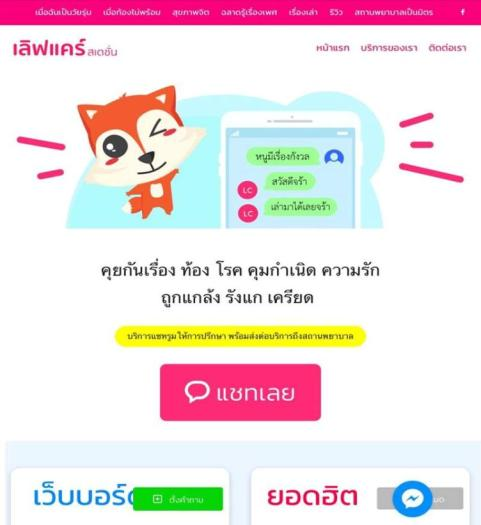 เมื่อฉันเป็นวัยรุ่น เมื่อท้องไม่พร้อม สุขภาพจิต ฉลาดรู้เรื่องเพศ เรื่องเล่า รีวิว สถานพยาบาลเป็นมิตร f
เลิฟแคร์ สเตชั่น
หน้าแรก บริการของเรา ติดต่อเรา
หนูมีเรื่องกังวล
LC สวัสดีจร้า
LC เล่ามาได้เลยจร้า
คุยกันเรื่อง ท้อง โรค คุมกำเนิด ความรัก
ถูกแกล้ง รังแก เครียด
บริการแชทรูม ให้การปรึกษา พร้อมส่งต่อบริการถึงสถานพยาบาล
แชทเลย
เว็บบอร์ด ตั้งคำถาม
ยอดฮิต